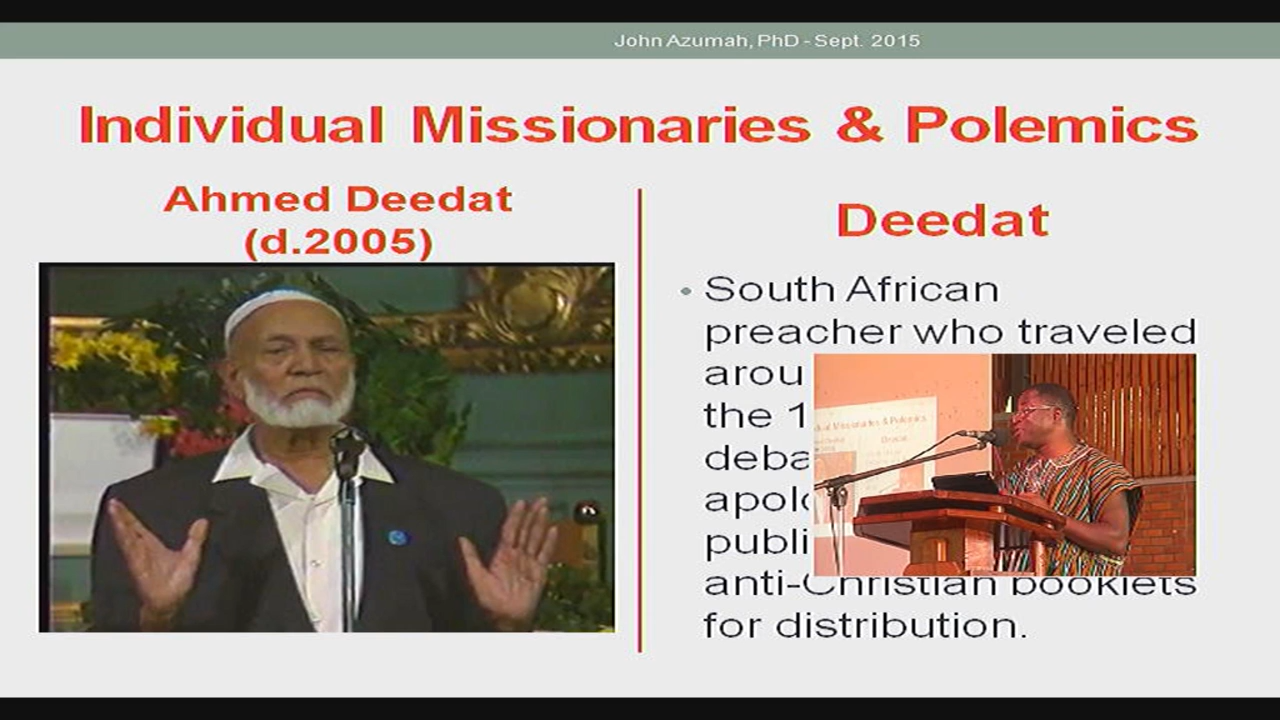 John Azumah, PhD - Sept. 2015
Individual Missionaries & Polemics
Ahmed Deedat
(d.2005)
Deedat
• South African
preacher who traveled
arou
the 1
deba
apolo
publi
anti-Christian booklets
for distribution.